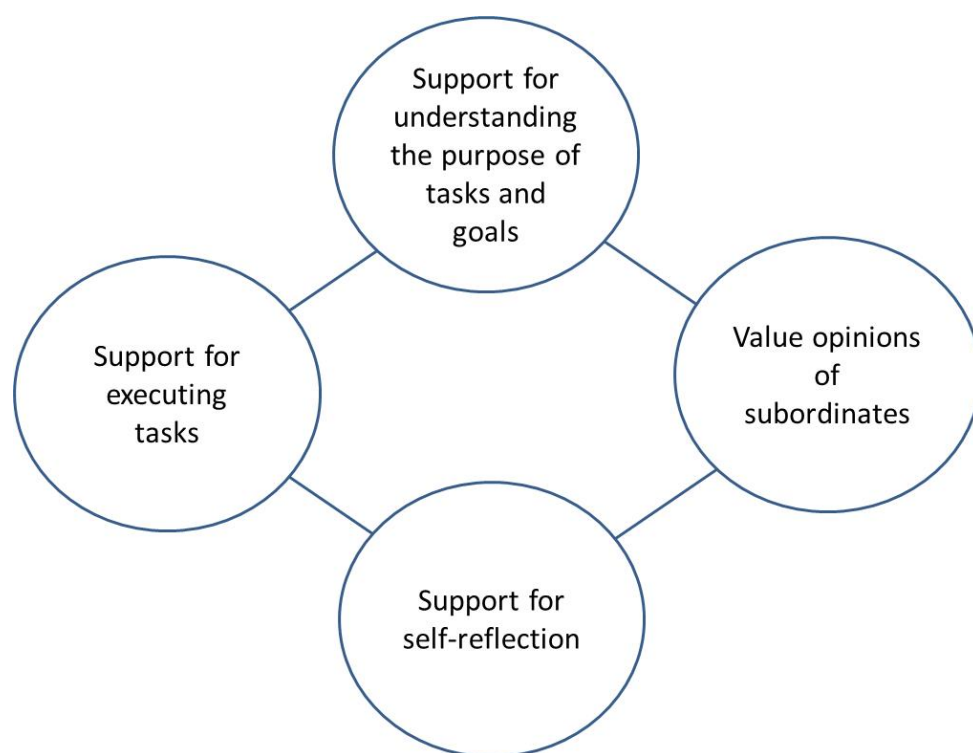 Support for
understanding
the purpose of
tasks and
goals
Support for
executing
tasks
Value opinions
of
subordinates
Support for
self-reflection